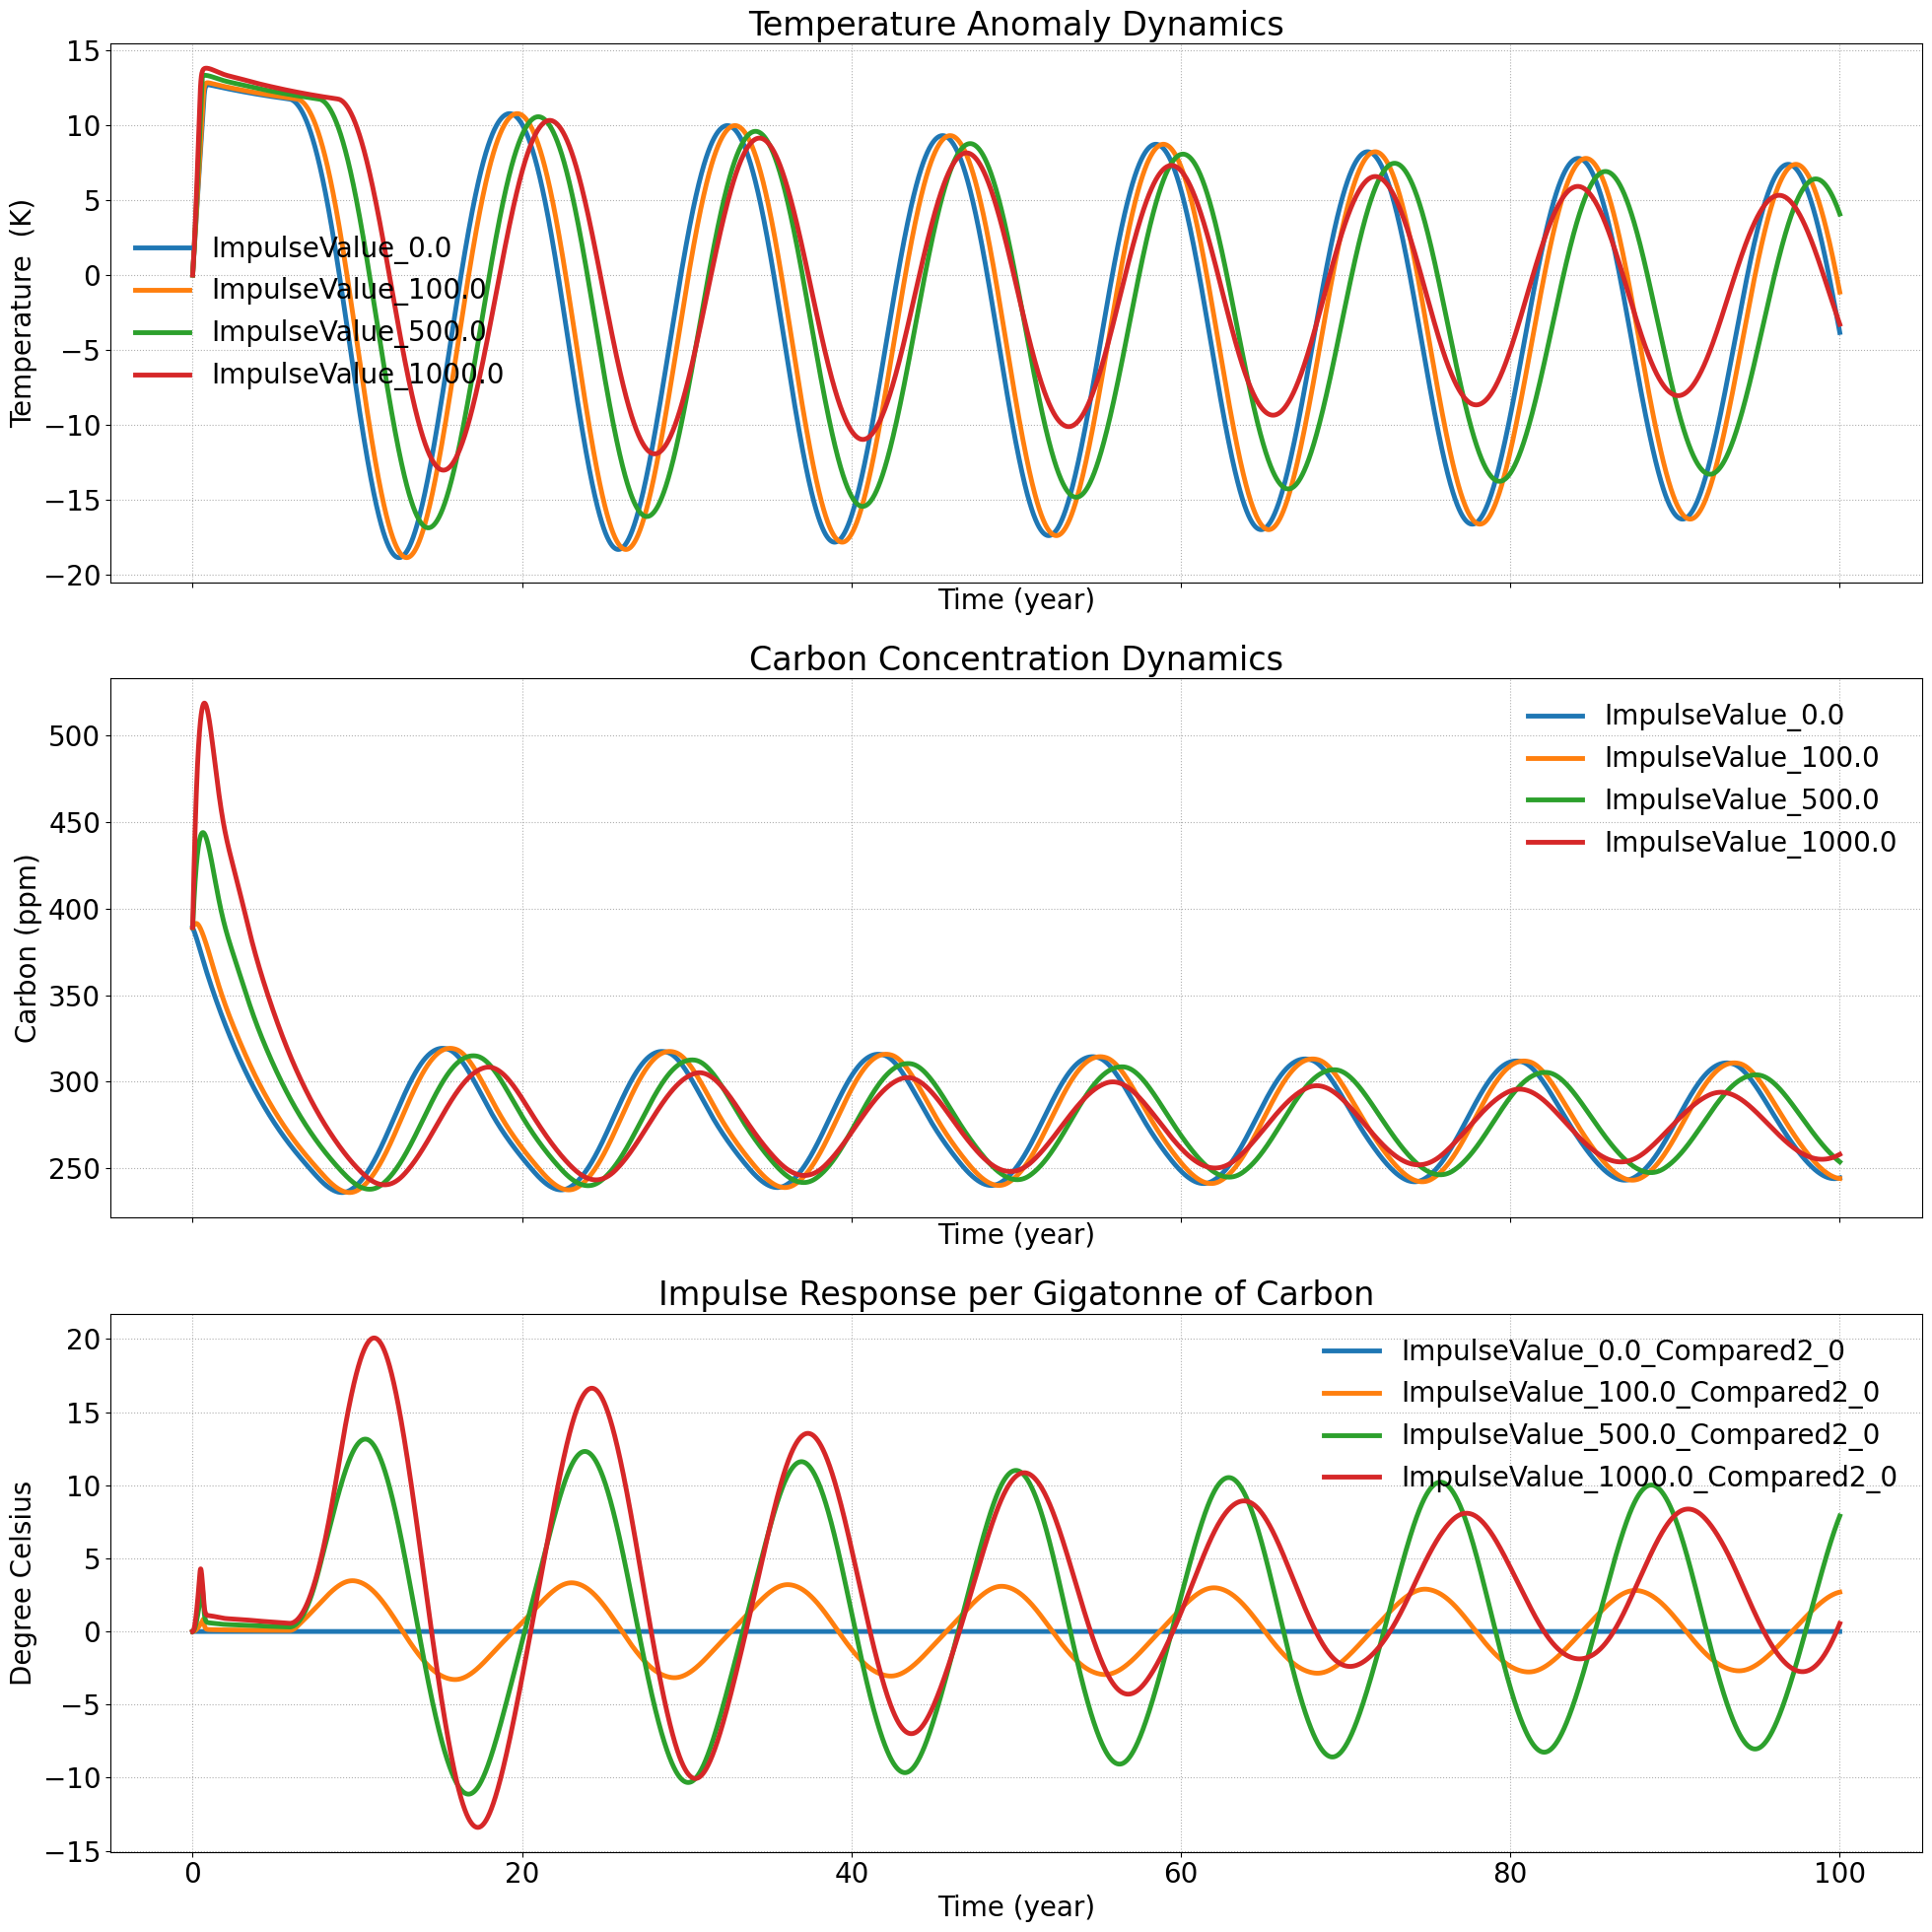 Temperature Anomaly Dynamics
15
10
5
0
−5
−10
−15
−20
Temperature (K)
ImpulseValue_0.0
ImpulseValue_100.0
ImpulseValue_500.0
ImpulseValue_1000.0
Time (year)
Carbon Concentration Dynamics
500
450
400
350
300
250
Carbon (ppm)
ImpulseValue_0.0
ImpulseValue_100.0
ImpulseValue_500.0
ImpulseValue_1000.0
Time (year)
Impulse Response per Gigatonne of Carbon
20
15
10
5
0
−5
−10
−15
Degree Celsius
ImpulseValue_0.0_Compared2_0
ImpulseValue_100.0_Compared2_0
ImpulseValue_500.0_Compared2_0
ImpulseValue_1000.0_Compared2_0
0 20 40 60 80 100
Time (year)